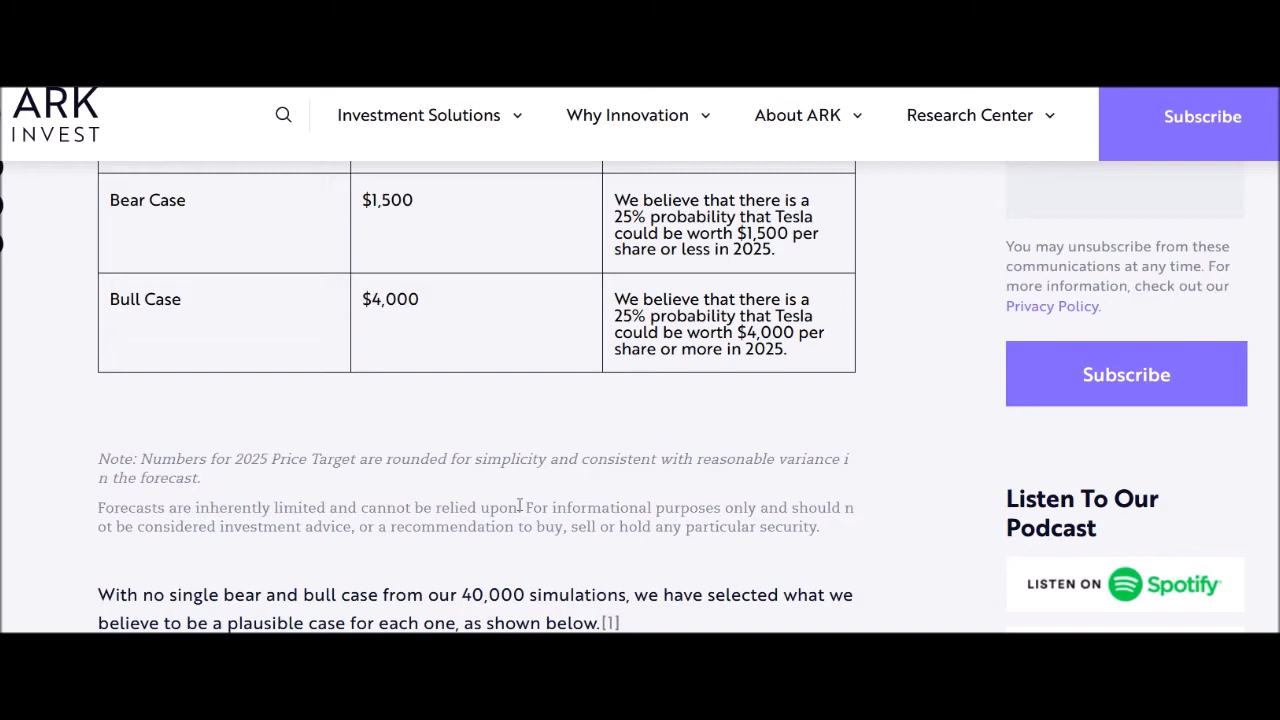 ARK
INVEST
Investment Solutions
Why Innovation
About ARK
Research Center
Subscribe
Bear Case
$1,500
We believe that there is a
25% probability that Tesla
could be worth $1,500 per
share or less in 2025.
Bull Case
$4,000
We believe that there is a
25% probability that Tesla
could be worth $4,000 per
share or more in 2025.
Note: Numbers for 2025 Price Target are rounded for simplicity and consistent with reasonable variance i
n the forecast.
Forecasts are inherently limited and cannot be relied upon. For informational purposes only and should n
ot be considered investment advice, or a recommendation to buy, sell or hold any particular security.
With no single bear and bull case from our 40,000 simulations, we have selected what we
believe to be a plausible case for each one, as shown below.[1]
You may unsubscribe from these
communications at any time. For
more information, check out our
Privacy Policy.
Subscribe
Listen To Our
Podcast
LISTEN ON Spotify